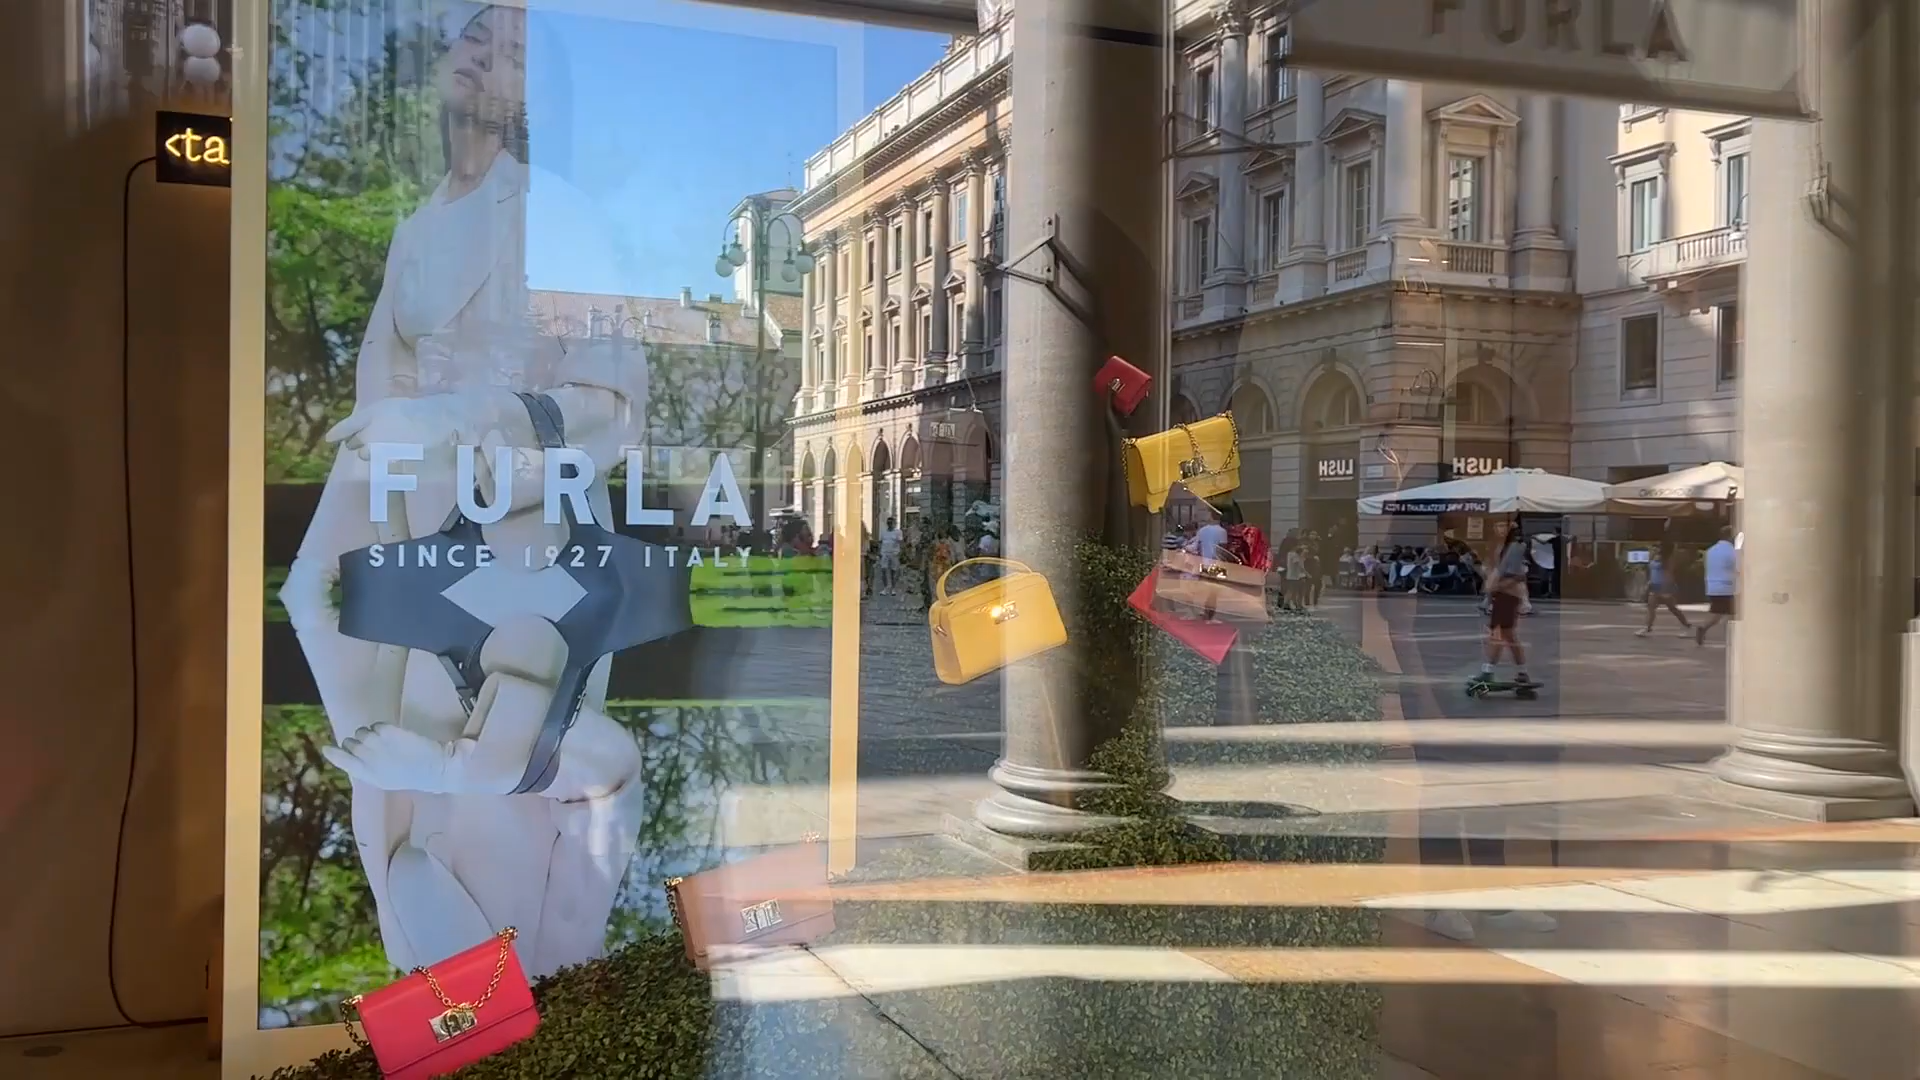 FURLA
<ta
FURLA
SINCE 1927 ITALY
LUSH
LUSH